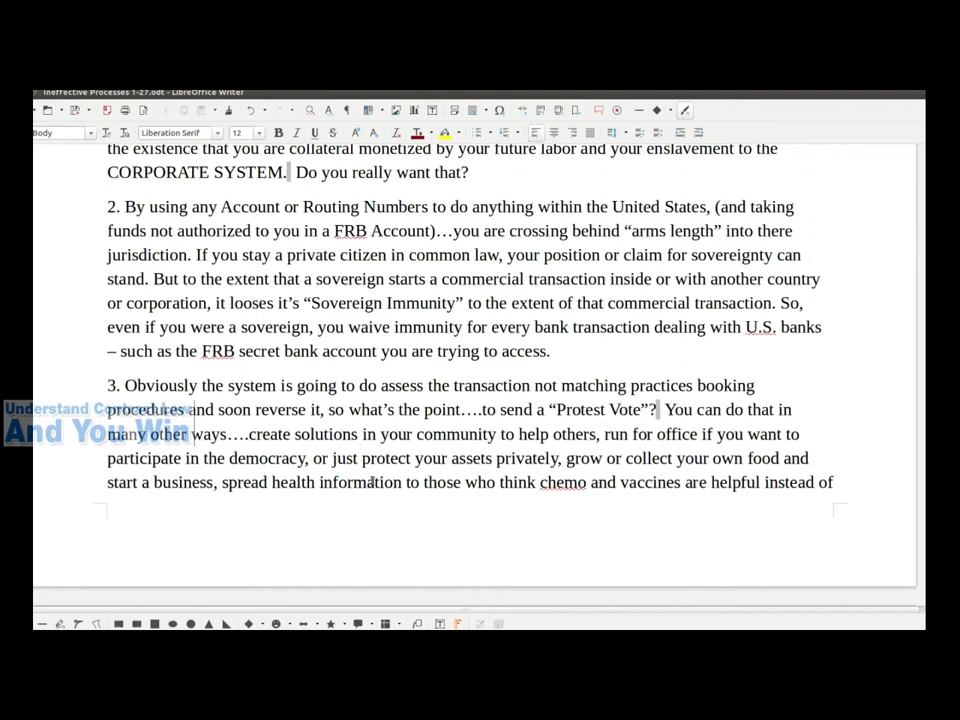 Ineffective Processes 1-27.odt - LibreOffice Writer
Body
Liberation Serif
12
the existence that you are collateral monetized by your future labor and your enslavement to the
CORPORATE SYSTEM. Do you really want that?
2. By using any Account or Routing Numbers to do anything within the United States, (and taking
funds not authorized to you in a FRB Account)…you are crossing behind “arms length” into there
jurisdiction. If you stay a private citizen in common law, your position or claim for sovereignty can
stand. But to the extent that a sovereign starts a commercial transaction inside or with another country
or corporation, it looses it’s “Sovereign Immunity” to the extent of that commercial transaction. So,
even if you were a sovereign, you waive immunity for every bank transaction dealing with U.S. banks
– such as the FRB secret bank account you are trying to access.
3. Obviously the system is going to do assess the transaction not matching practices booking
procedures and soon reverse it, so what’s the point….to send a “Protest Vote”? You can do that in
many other ways….create solutions in your community to help others, run for office if you want to
participate in the democracy, or just protect your assets privately, grow or collect your own food and
start a business, spread health information to those who think chemo and vaccines are helpful instead of
Understand Contract Law
And You Win